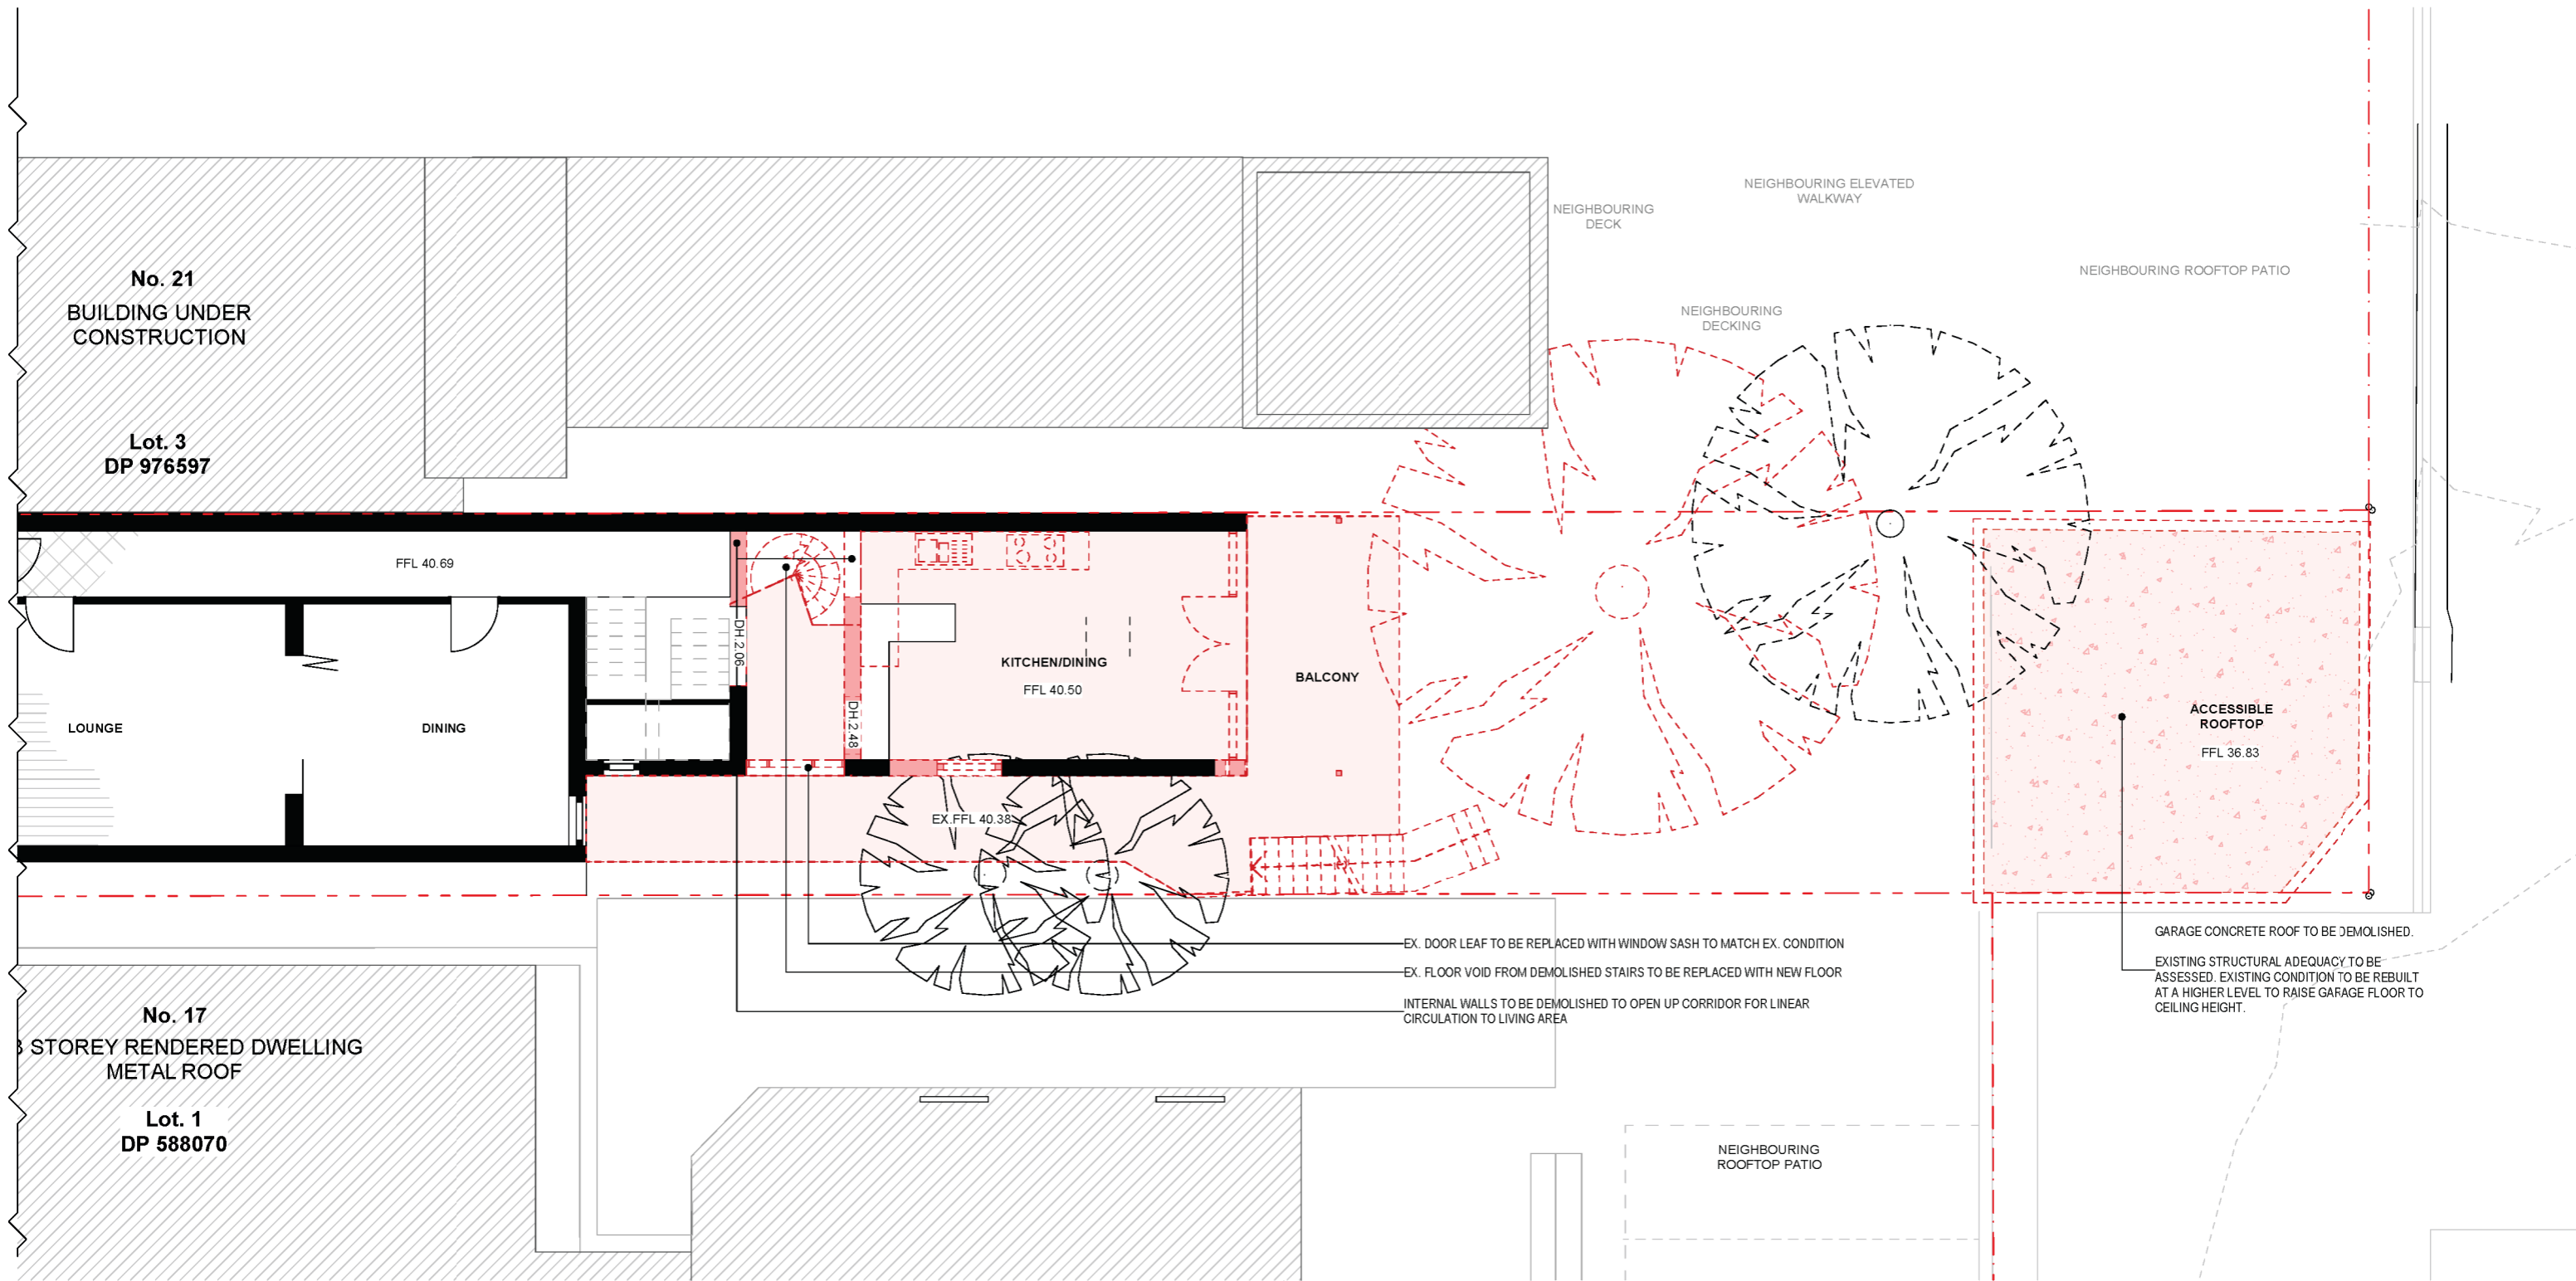 NEIGHBOURING ELEVATED
WALKWAY
NEIGHBOURING
DECK
NEIGHBOURING ROOFTOP PATIO
No. 21
BUILDING UNDER
CONSTRUCTION
NEIGHBOURING
DECKING
Lot. 3
DP 976597
FFL 40.69
DH.2.06
KITCHEN/DINING
FFL 40.50
BALCONY
LOUNGE
DINING
DH.2.48
ACCESSIBLE
ROOFTOP
FFL 36.83
EX.FFL 40.38
EX. DOOR LEAF TO BE REPLACED WITH WINDOW SASH TO MATCH EX. CONDITION
EX. FLOOR VOID FROM DEMOLISHED STAIRS TO BE REPLACED WITH NEW FLOOR
INTERNAL WALLS TO BE DEMOLISHED TO OPEN UP CORRIDOR FOR LINEAR
CIRCULATION TO LIVING AREA
GARAGE CONCRETE ROOF TO BE DEMOLISHED.
EXISTING STRUCTURAL ADEQUACY TO BE
ASSESSED. EXISTING CONDITION TO BE REBUILT
AT A HIGHER LEVEL TO RAISE GARAGE FLOOR TO
CEILING HEIGHT.
No. 17
3 STOREY RENDERED DWELLING
METAL ROOF
Lot. 1
DP 588070
NEIGHBOURING
ROOFTOP PATIO